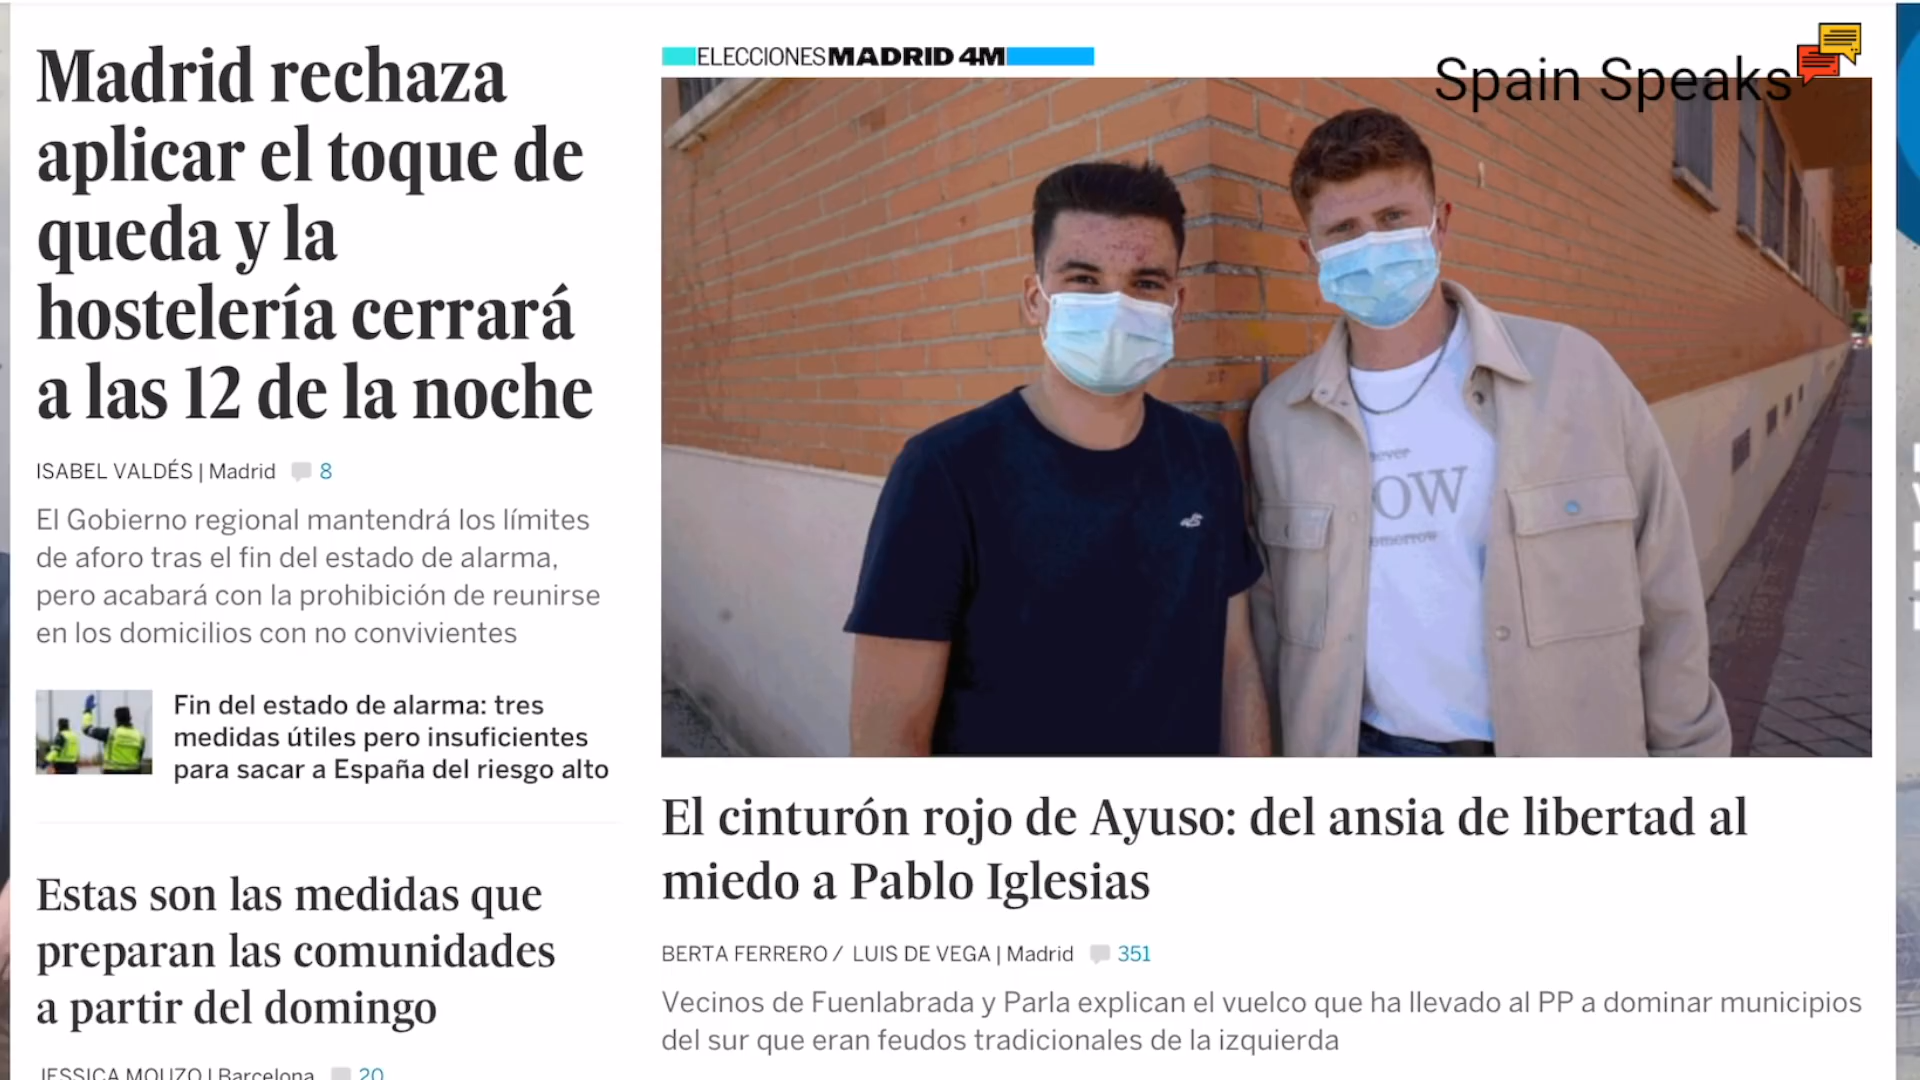 Madrid rechaza
aplicar el toque de
queda y la
hostelería cerrará
a las 12 de la noche
ISABEL VALDÉS | Madrid 8
El Gobierno regional mantendrá los límites
de aforo tras el fin del estado de alarma,
pero acabará con la prohibición de reunirse
en los domicilios con no convivientes
Fin del estado de alarma: tres
medidas útiles pero insuficientes
para sacar a España del riesgo alto
Estas son las medidas que
preparan las comunidades
a partir del domingo
JESSICA MOUZO | Barcelona 20
ELECCIONES MADRID 4M
Spain Speaks
never
OW
tomorrow
El cinturón rojo de Ayuso: del ansia de libertad al
miedo a Pablo Iglesias
BERTA FERRERO / LUIS DE VEGA | Madrid 351
Vecinos de Fuenlabrada y Parla explican el vuelco que ha llevado al PP a dominar municipios
del sur que eran feudos tradicionales de la izquierda